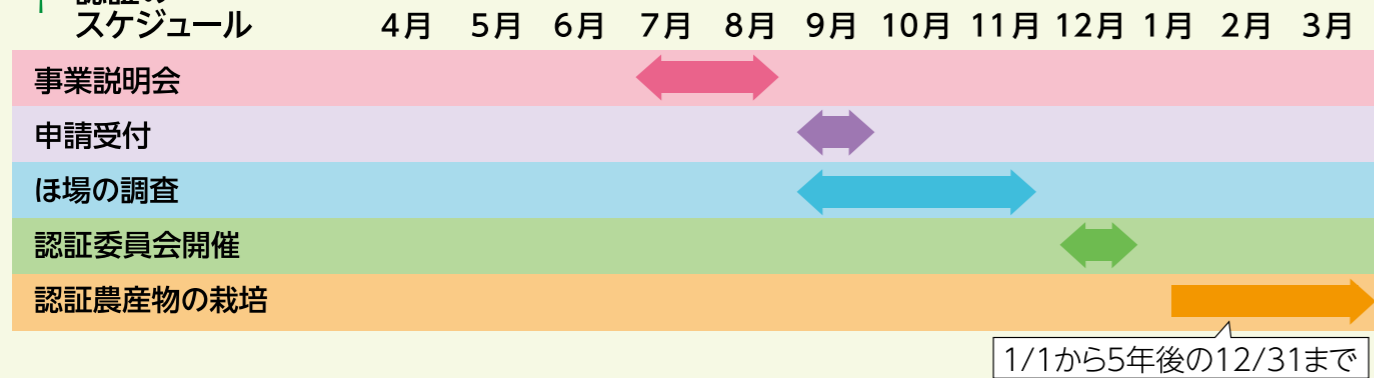 認証の
スケジュール
4月 5月 6月 7月 8月 9月 10月 11月 12月 1月 2月 3月
事業説明会
申請受付
ほ場の調査
認証委員会開催
認証農産物の栽培
1/1から5年後の12/31まで